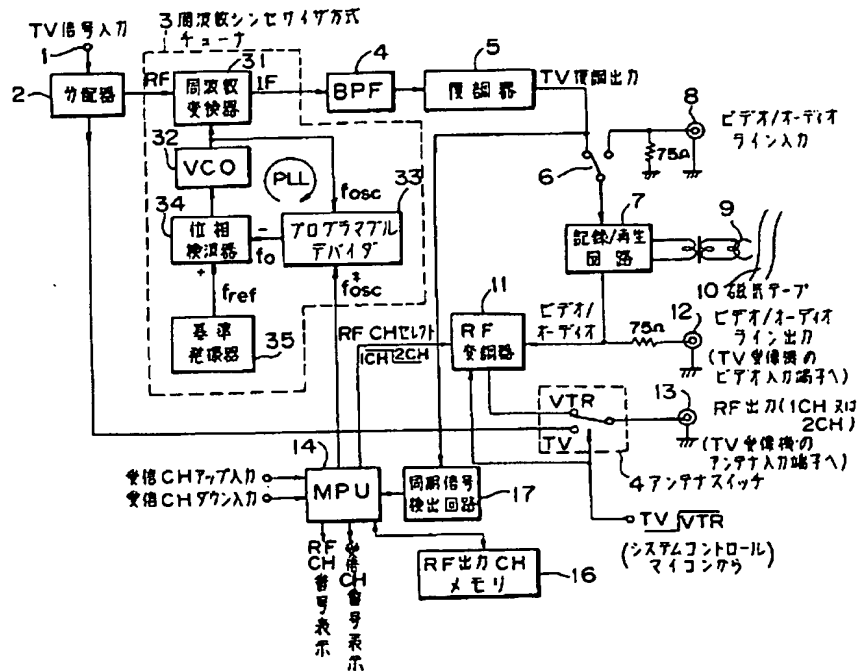 3 周波数シンセサイザ方式
チューナ
TV信号入力
1
2
分配器
RF
31
周波数
変換器
IF
4
BPF
5
復調器
TV復調出力
8
ビデオ/オーディオ
ライン入力
75Ω
6
32
VCO
PLL
fosc
33
34
位相
検波器
プログラマブル
デバイダ
-
fo
+
fref
f*osc
基準
発振器
35
7
記録/再生
回路
9
10 磁気テープ
11
RF
変調器
RF CHセレクト
1CH 2CH
ビデオ/
オーディオ
75Ω
12
ビデオ/オーディオ
ライン出力
(TV受像機の
ビデオ入力端子へ)
13
RF出力(1CH又は
2CH)
(TV受像機の
アンテナ入力端子へ)
VTR
TV
4 アンテナスイッチ
TV VTR
(システムコントロール
マイコンから)
14
MPU
受信CHアップ入力
受信CHダウン入力
同期信号
検出回路
17
RF出力CH
メモリ
16
RF
CH
番号表示
受信
CH
番号表示